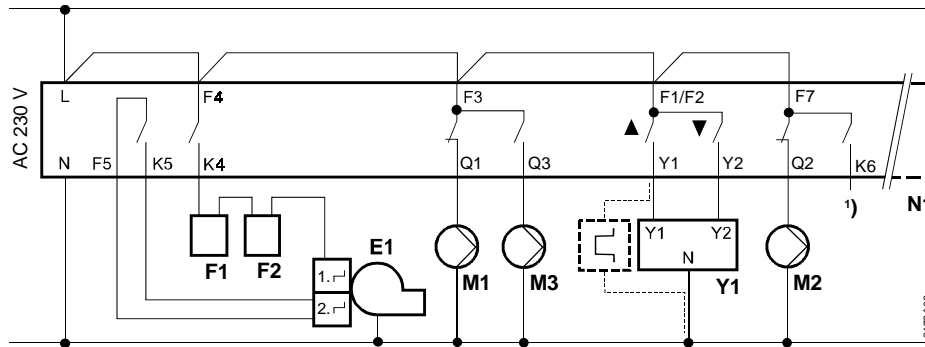 AC 230 V
L F4 F3 F1/F2 F7
N F5 K5 K4 Q1 Q3 Y1 Y2 Q2 K6
¹)
N1
F1 F2 E1
1.
2.
M1 M3
Y1 Y2
N
Y1
M2